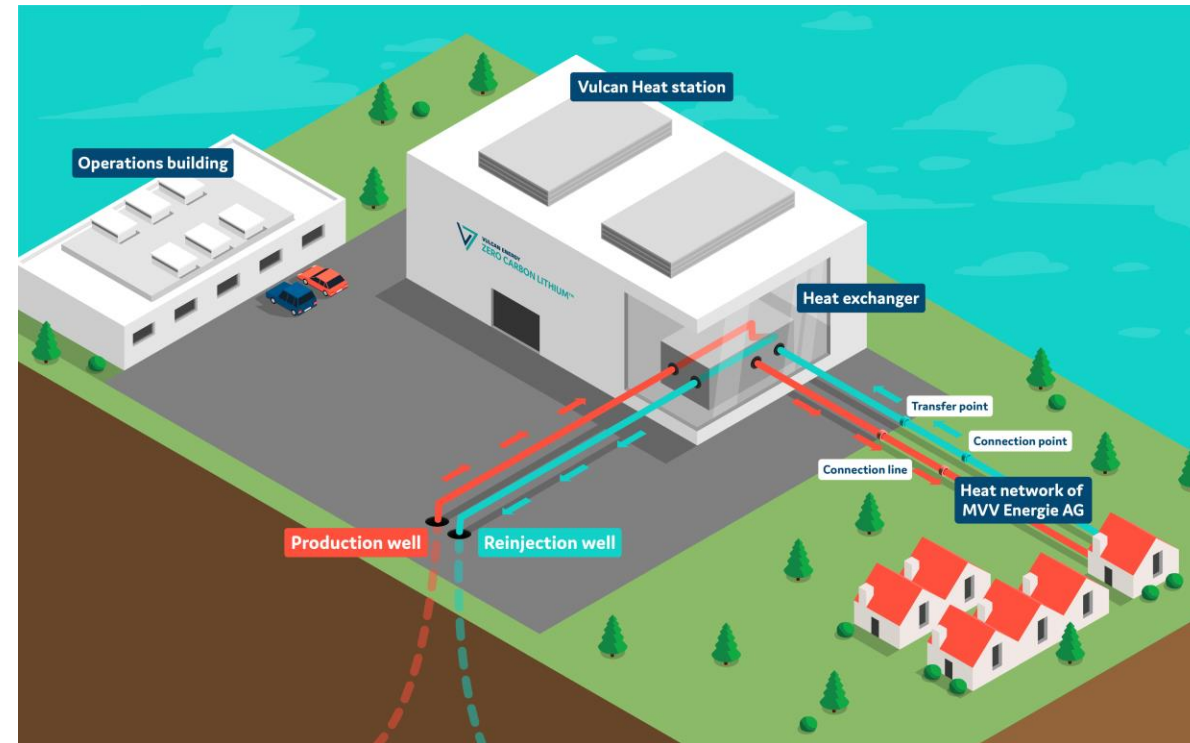 Vulcan Heat station
Operations building
VULCAN ENERGY
ZERO CARBON LITHIUM™
Heat exchanger
Transfer point
Connection point
Connection line
Heat network of
MVV Energie AG
Production well
Reinjection well